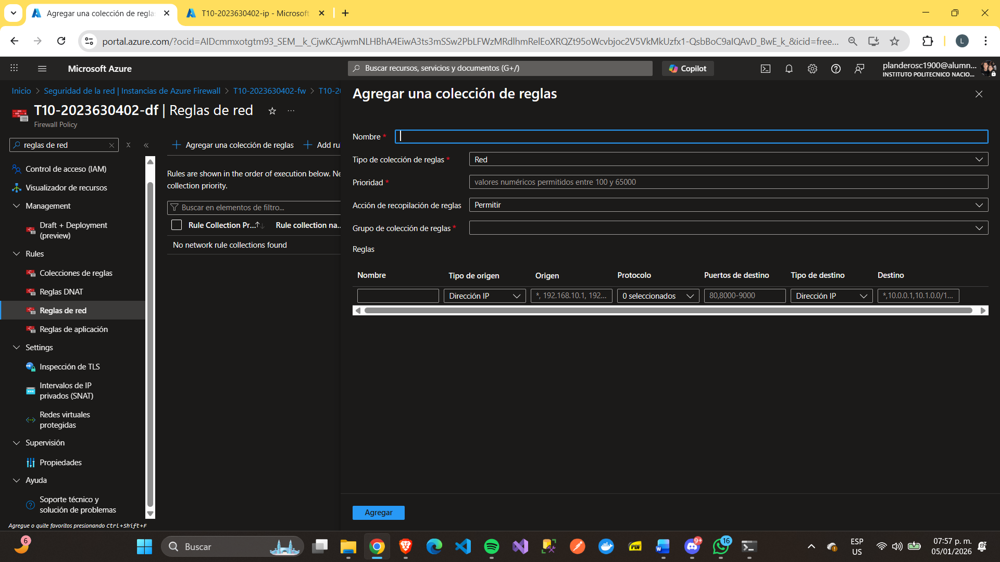 Agregar una colección de regla
T10-2023630402-ip - Microsoft
portal.azure.com/?ocid=AIDcmmxotgtm93_SEM__k_CjwKCAjwmNLHBhA4EiwA3ts3mSSw2PbLFWzMRdlhmRelEoXRQZt95oWcvbjoc2V5VkMkUzfx1-QsbBoC9aIQAvD_BwE_k_&icid=free...
L
Microsoft Azure
Buscar recursos, servicios y documentos (G+/)
Copilot
planderosc1900@alumn...
INSTITUTO POLITECNICO NACIO...
Inicio > Seguridad de la red | Instancias de Azure Firewall > T10-2023630402-fw > T10-20
T10-2023630402-df | Reglas de red
Firewall Policy
reglas de red
Control de acceso (IAM)
Visualizador de recursos
Management
Draft + Deployment
(preview)
Rules
Colecciones de reglas
Reglas DNAT
Reglas de red
Reglas de aplicación
Settings
Inspección de TLS
Intervalos de IP
privados (SNAT)
Redes virtuales
protegidas
Supervisión
Propiedades
Ayuda
Soporte técnico y
solución de problemas
Agregue o quite favoritos presionando Ctrl+Shift+F
Agregar una colección de reglas
Add ru
Rules are shown in the order of execution below. Ne
collection priority.
Buscar en elementos de filtro...
Rule Collection Pr...
Rule collection na...
No network rule collections found
Agregar una colección de reglas
Nombre *
Tipo de colección de reglas *
Red
Prioridad *
valores numéricos permitidos entre 100 y 65000
Acción de recopilación de reglas
Permitir
Grupo de colección de reglas *
Reglas
Nombre
Tipo de origen
Origen
Protocolo
Puertos de destino
Tipo de destino
Destino
Dirección IP
*, 192.168.10.1, 192...
0 seleccionados
80,8000-9000
Dirección IP
*,10.0.0.1,10.1.0.0/1...
Agregar
6
Buscar
PDF
9+
16
ESP
US
07:57 p. m.
05/01/2026